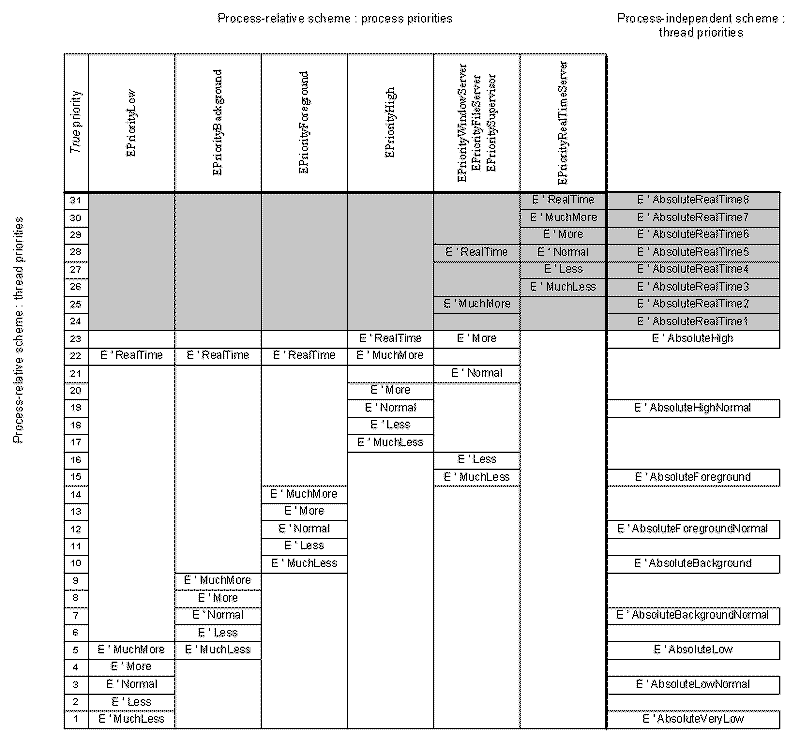 Process-relative scheme : process priorities
Process-independent scheme :
thread priorities
Process-relative scheme : thread priorities
True priority
EPriorityLow
EPriorityBackground
EPriorityForeground
EPriorityHigh
EPriorityWindowServer
EPriorityFileServer
EPrioritySupervisor
EPriorityRealTimeServer
31 E ' RealTime E ' AbsoluteRealTime8
30 E ' MuchMore E ' AbsoluteRealTime7
29 E ' More E ' AbsoluteRealTime6
28 E ' RealTime E ' Normal E ' AbsoluteRealTime5
27 E ' Less E ' AbsoluteRealTime4
26 E ' MuchLess E ' AbsoluteRealTime3
25 E ' MuchMore E ' AbsoluteRealTime2
24 E ' AbsoluteRealTime1
23 E ' RealTime E ' More E ' AbsoluteHigh
22 E ' RealTime E ' RealTime E ' RealTime E ' MuchMore
21 E ' Normal
20 E ' More
19 E ' Normal E ' AbsoluteHighNormal
18 E ' Less
17 E ' MuchLess
16 E ' Less
15 E ' MuchLess E ' AbsoluteForeground
14 E ' MuchMore
13 E ' More
12 E ' Normal E ' AbsoluteForegroundNormal
11 E ' Less
10 E ' MuchLess E ' AbsoluteBackground
9 E ' MuchMore
8 E ' More
7 E ' Normal E ' AbsoluteBackgroundNormal
6 E ' Less
5 E ' MuchMore E ' MuchLess E ' AbsoluteLow
4 E ' More
3 E ' Normal E ' AbsoluteLowNormal
2 E ' Less
1 E ' MuchLess E ' AbsoluteVeryLow